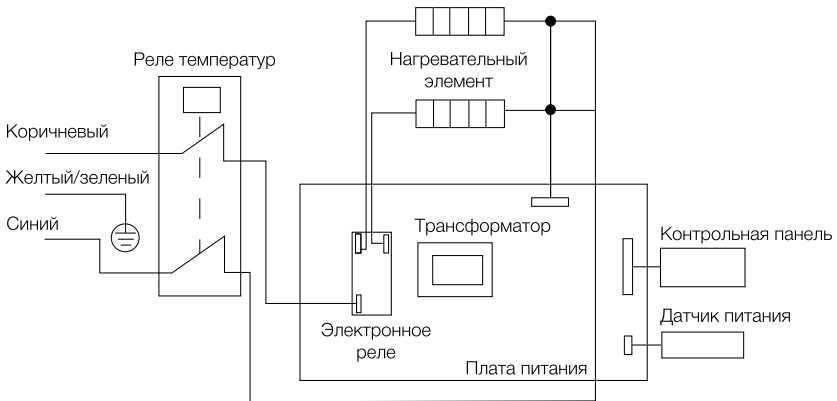 Реле температур
Нагревательный
элемент
Коричневый
Желтый/зеленый
Синий
Трансформатор
Контрольная панель
Датчик питания
Электронное
реле
Плата питания